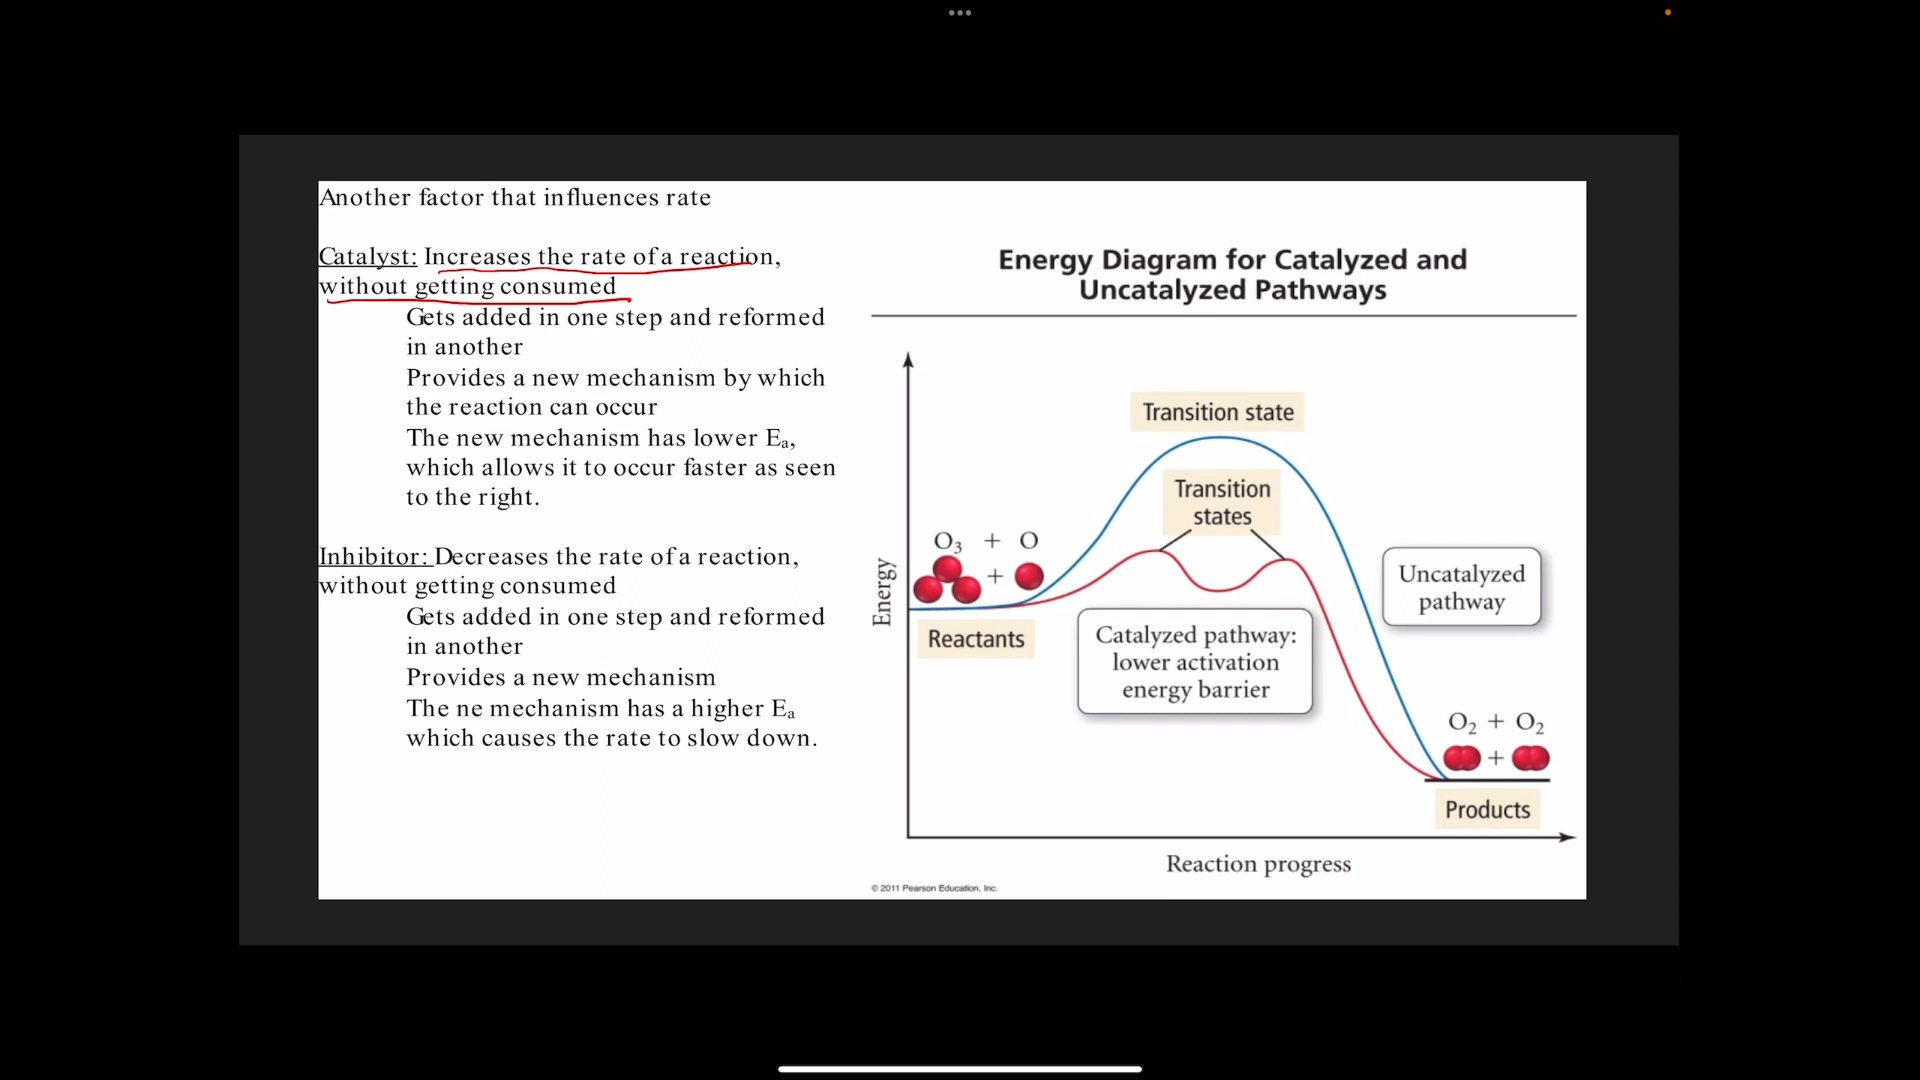 Another factor that influences rate
Catalyst: Increases the rate of a reaction,
without getting consumed
Gets added in one step and reformed
in another
Provides a new mechanism by which
the reaction can occur
The new mechanism has lower Eₐ,
which allows it to occur faster as seen
to the right.
Inhibitor: Decreases the rate of a reaction,
without getting consumed
Gets added in one step and reformed
in another
Provides a new mechanism
The ne mechanism has a higher Eₐ
which causes the rate to slow down.
Energy Diagram for Catalyzed and
Uncatalyzed Pathways
Transition state
Transition
states
O₃ + O
+
Energy
Reactants
Uncatalyzed
pathway
Catalyzed pathway:
lower activation
energy barrier
O₂ + O₂
+
Products
Reaction progress
© 2011 Pearson Education, Inc.